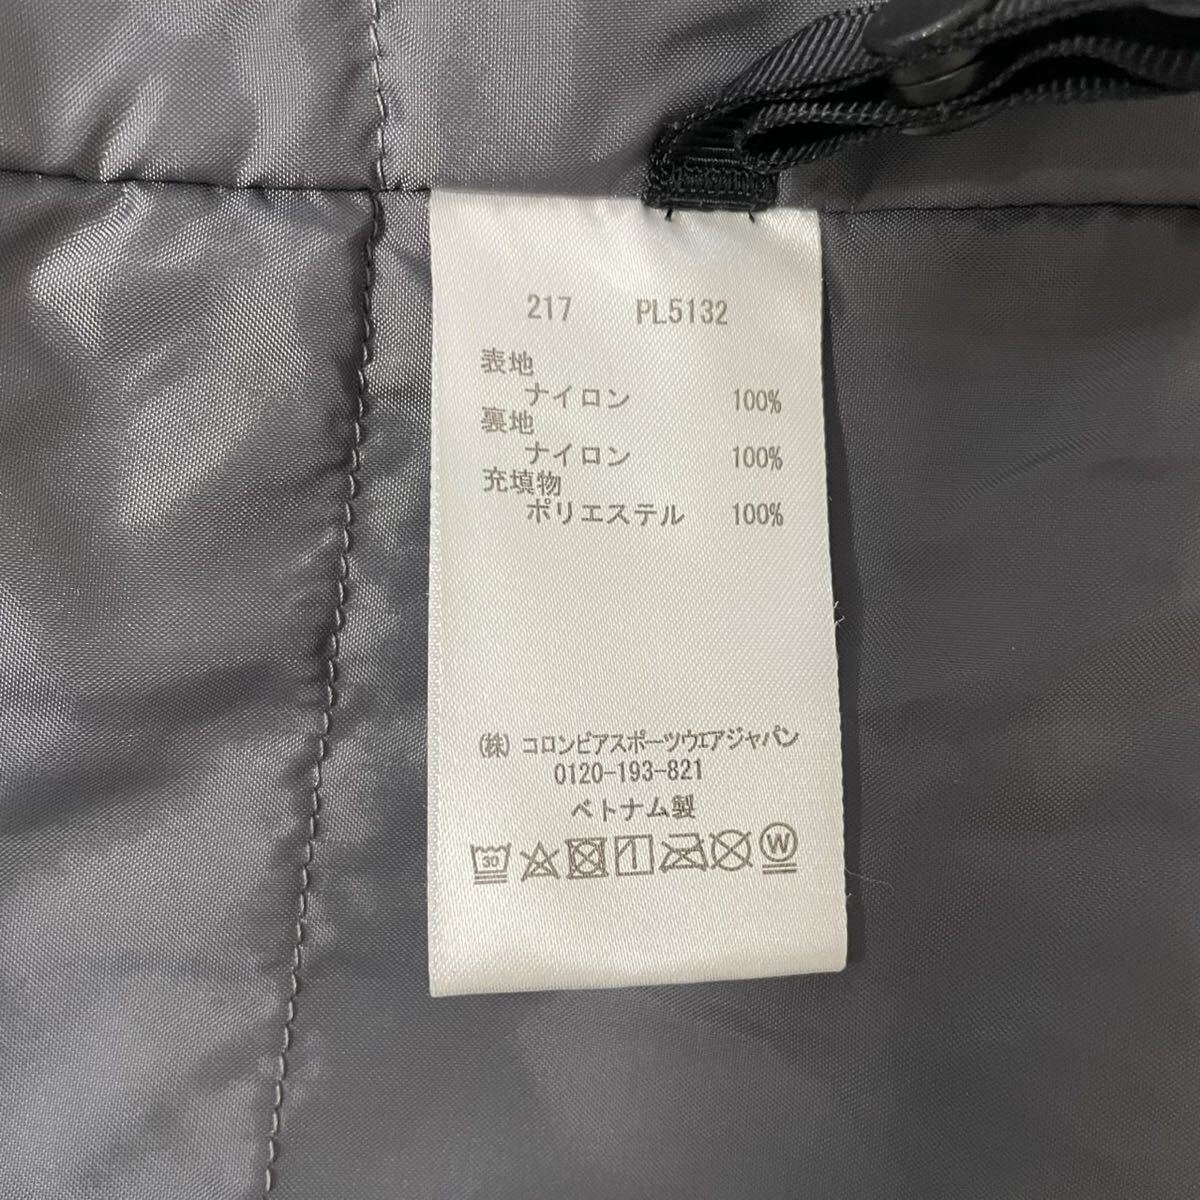 217 PL5132
表地
ナイロン 100%
裏地
ナイロン 100%
充填物
ポリエステル 100%
(株) コロンビアスポーツウエアジャパン
0120-193-821
ベトナム製
30 W